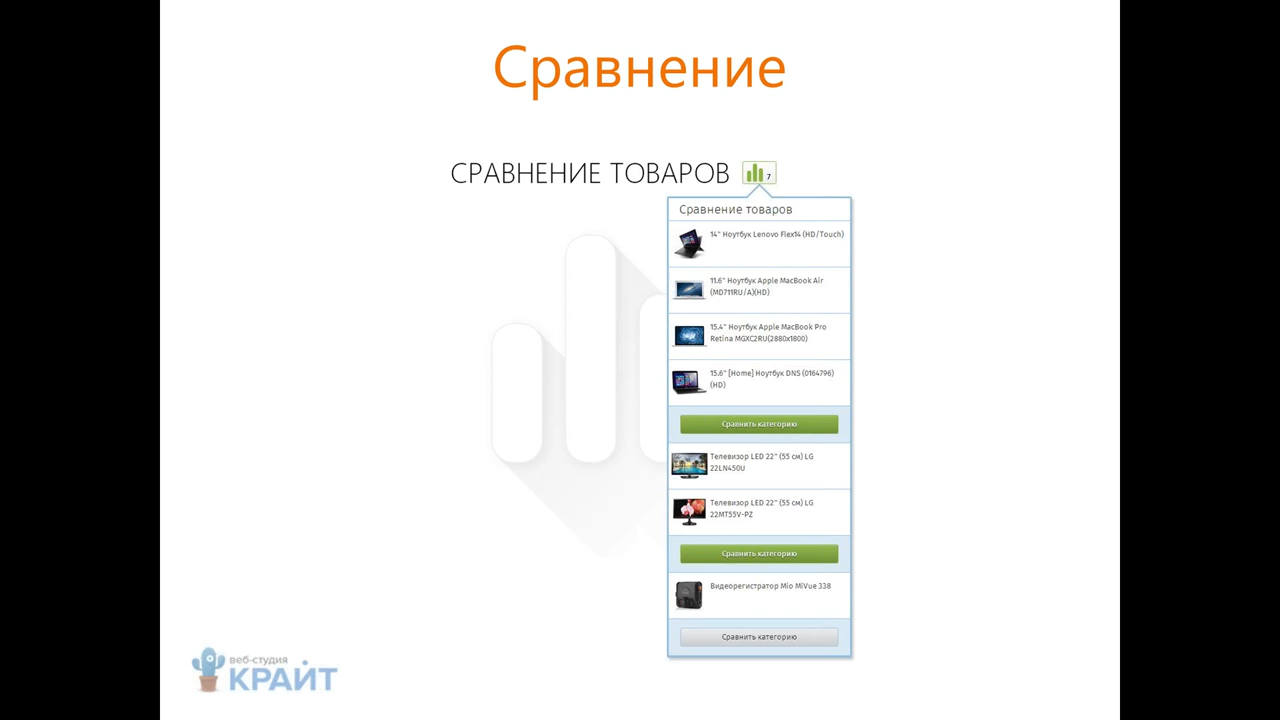 Сравнение
СРАВНЕНИЕ ТОВАРОВ 7
Сравнение товаров
14" Ноутбук Lenovo Flex14 (HD/Touch)
11.6" Ноутбук Apple MacBook Air
(MD711RU/A)(HD)
15.4" Ноутбук Apple MacBook Pro
Retina MGXC2RU(2880x1800)
15.6" [Home] Ноутбук DNS (0164796)
(HD)
Сравнить категорию
Телевизор LED 22" (55 см) LG
22LN450U
Телевизор LED 22" (55 см) LG
22MT55V-PZ
Сравнить категорию
Видеорегистратор Mio MiVue 338
Сравнить категорию
веб-студия
КРАЙТ